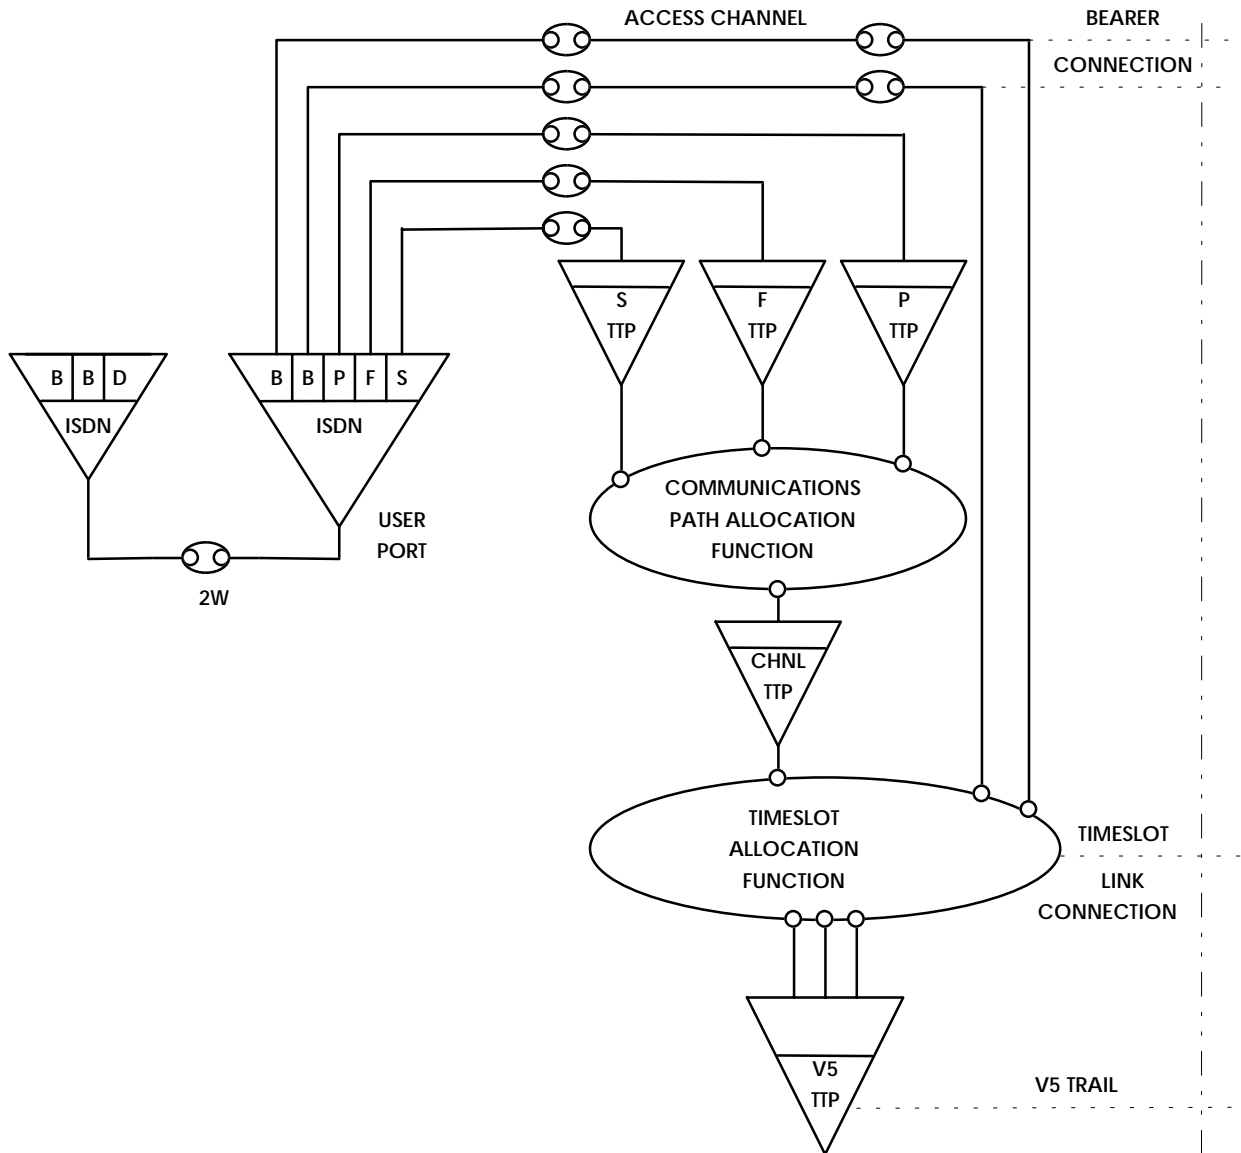 ACCESS CHANNEL
BEARER
CONNECTION
S
TTP
F
TTP
P
TTP
B B D
ISDN
B B P F S
ISDN
USER
PORT
2W
COMMUNICATIONS
PATH ALLOCATION
FUNCTION
CHNL
TTP
TIMESLOT
ALLOCATION
FUNCTION
TIMESLOT
LINK
CONNECTION
V5
TTP
V5 TRAIL